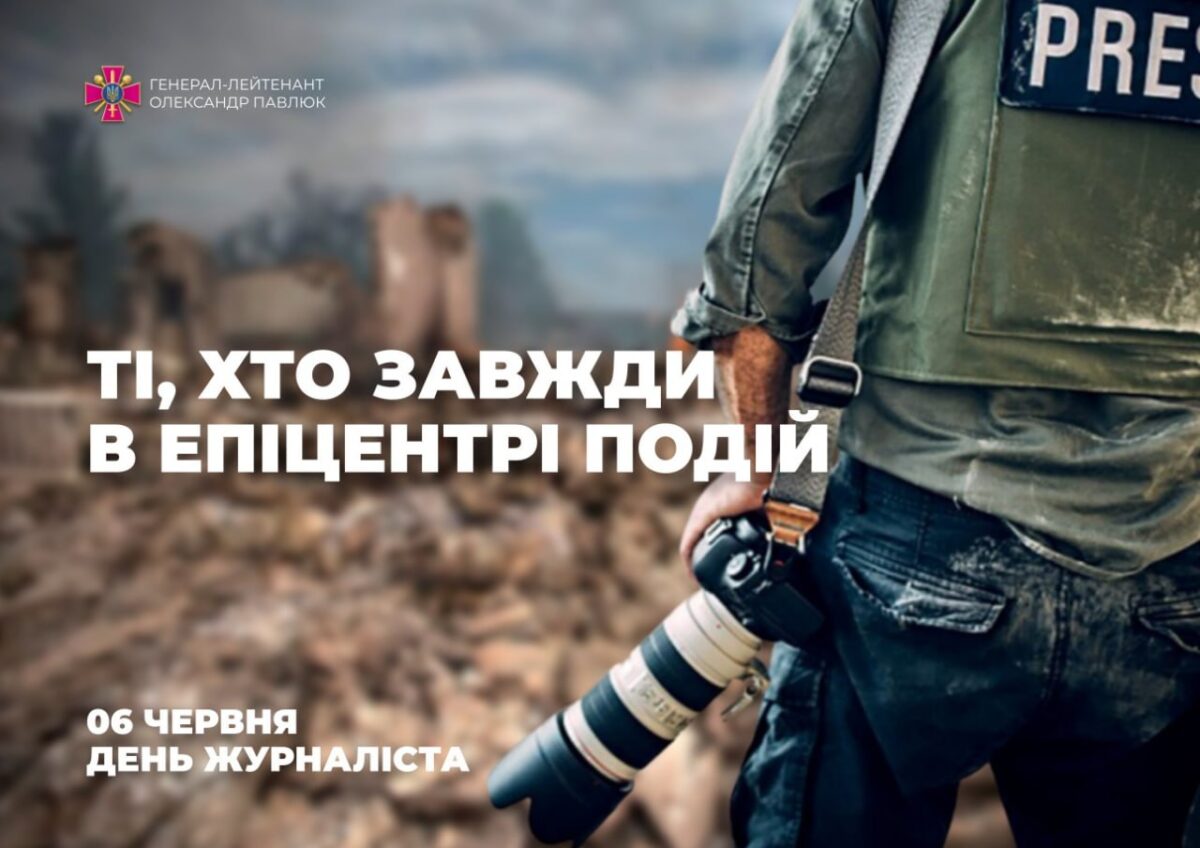 ГЕНЕРАЛ-ЛЕЙТЕНАНТ
ОЛЕКСАНДР ПАВЛЮК
PRES
ТІ, ХТО ЗАВЖДИ
В ЕПІЦЕНТРІ ПОДІЙ
06 ЧЕРВНЯ
ДЕНЬ ЖУРНАЛІСТА